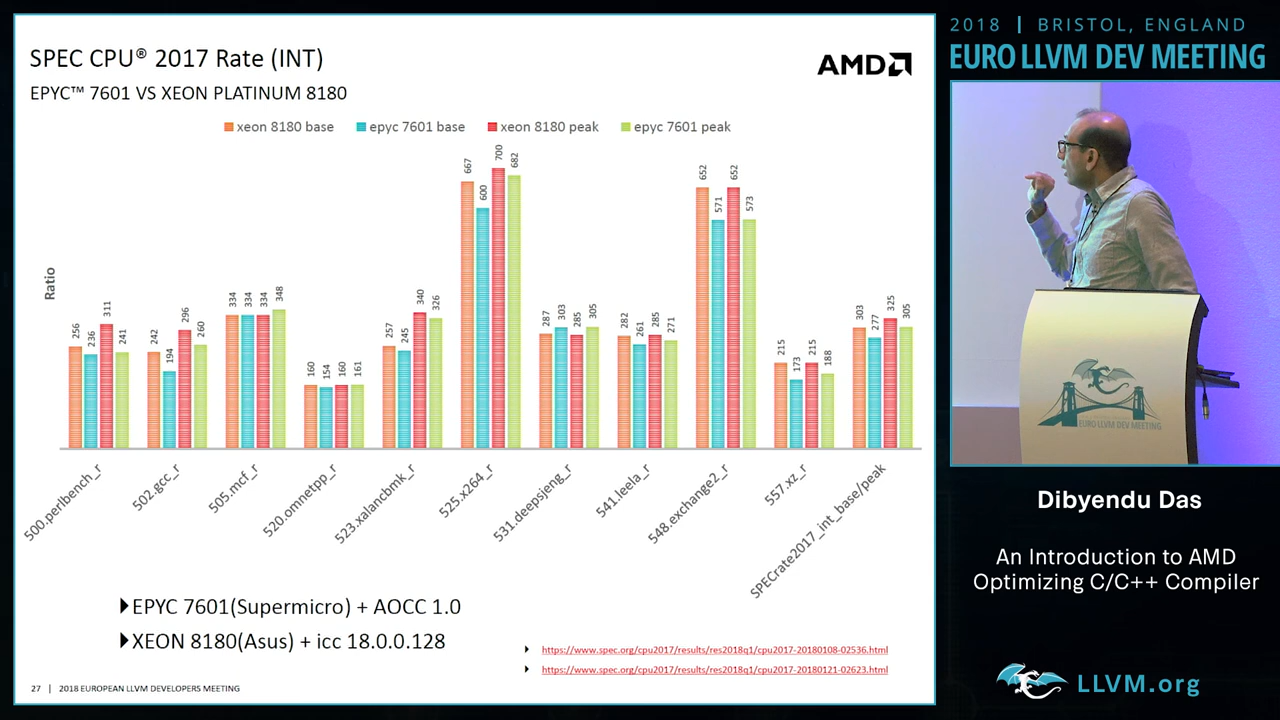 SPEC CPU® 2017 Rate (INT)
AMD
EPYC™ 7601 VS XEON PLATINUM 8180
xeon 8180 base epyc 7601 base xeon 8180 peak epyc 7601 peak
Ratio
256 236 311 241
242 194 296 260
334 334 334 348
160 154 160 161
257 245 340 326
667 600 700 682
287 303 285 305
282 261 285 271
652 571 652 573
215 173 215 188
303 277 325 305
500.perlbench_r
502.gcc_r
505.mcf_r
520.omnetpp_r
523.xalancbmk_r
525.x264_r
531.deepsjeng_r
541.leela_r
548.exchange2_r
557.xz_r
SPECrate2017_int_base/peak
EPYC 7601(Supermicro) + AOCC 1.0
XEON 8180(Asus) + icc 18.0.0.128
https://www.spec.org/cpu2017/results/res2018q1/cpu2017-20180108-02536.html
https://www.spec.org/cpu2017/results/res2018q1/cpu2017-20180121-02623.html
27 | 2018 EUROPEAN LLVM DEVELOPERS MEETING
2018 | BRISTOL, ENGLAND
EURO LLVM DEV MEETING
EURO LLVM DEV MEETING
Dibyendu Das
An Introduction to AMD
Optimizing C/C++ Compiler
LLVM.org